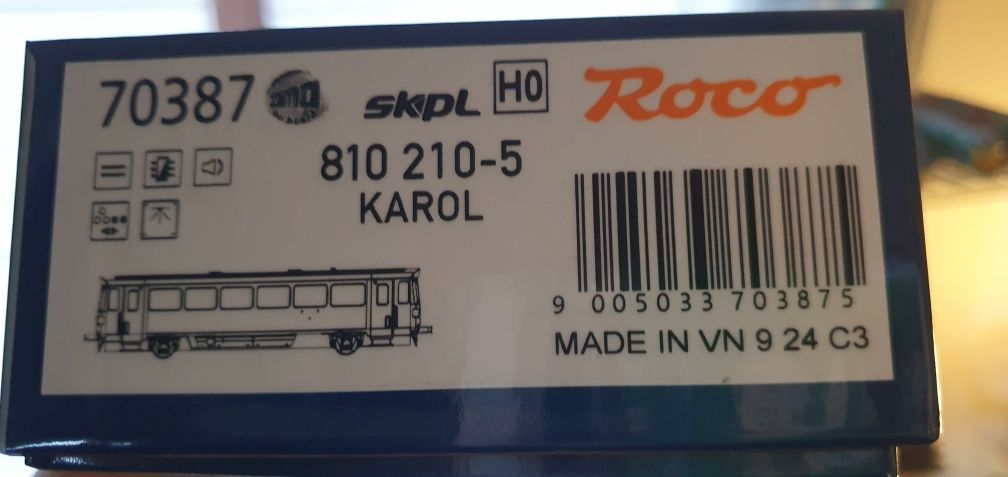 70387 SKPL H0 Roco
810 210-5
KAROL
9 005033 703875
MADE IN VN 9 24 C3